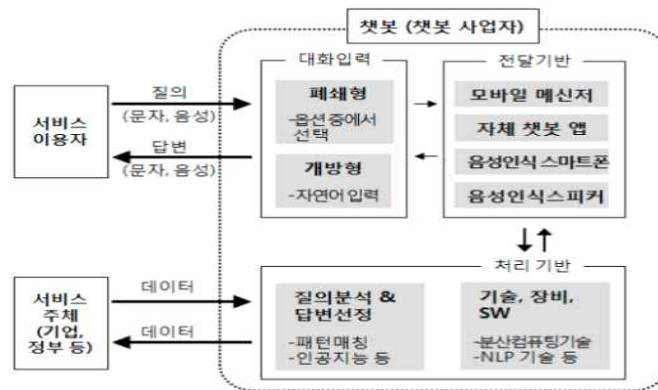 챗봇 (챗봇 사업자)
대화입력
전달기반
서비스
이용자
질의
(문자, 음성)
답변
(문자, 음성)
폐쇄형
-옵션 중에서
선택
개방형
-자연어 입력
모바일 메신저
자체 챗봇 앱
음성인식 스마트폰
음성인식 스피커
처리 기반
서비스
주체
(기업,
정부 등)
데이터
데이터
질의분석 &
답변선정
-패턴매칭
-인공지능 등
기술, 장비,
SW
-분산컴퓨팅기술
-NLP 기술 등